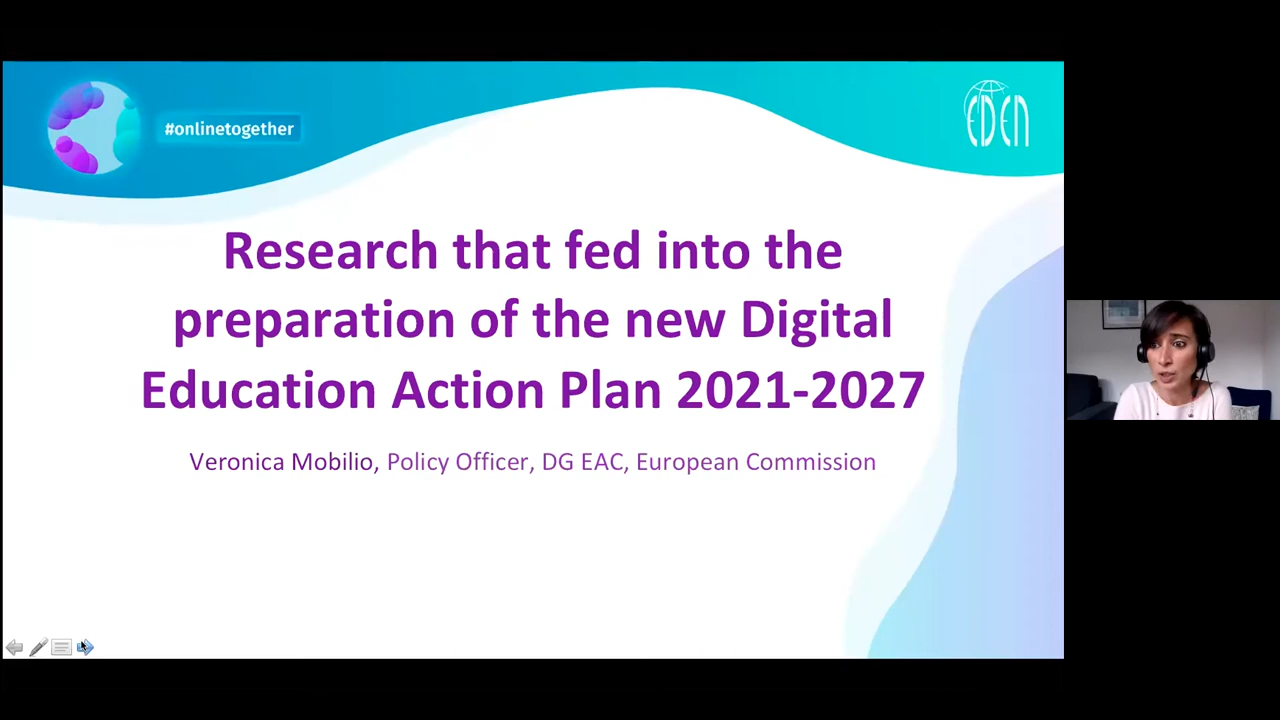 #onlinetogether
EDEN
Research that fed into the
preparation of the new Digital
Education Action Plan 2021-2027
Veronica Mobilio, Policy Officer, DG EAC, European Commission